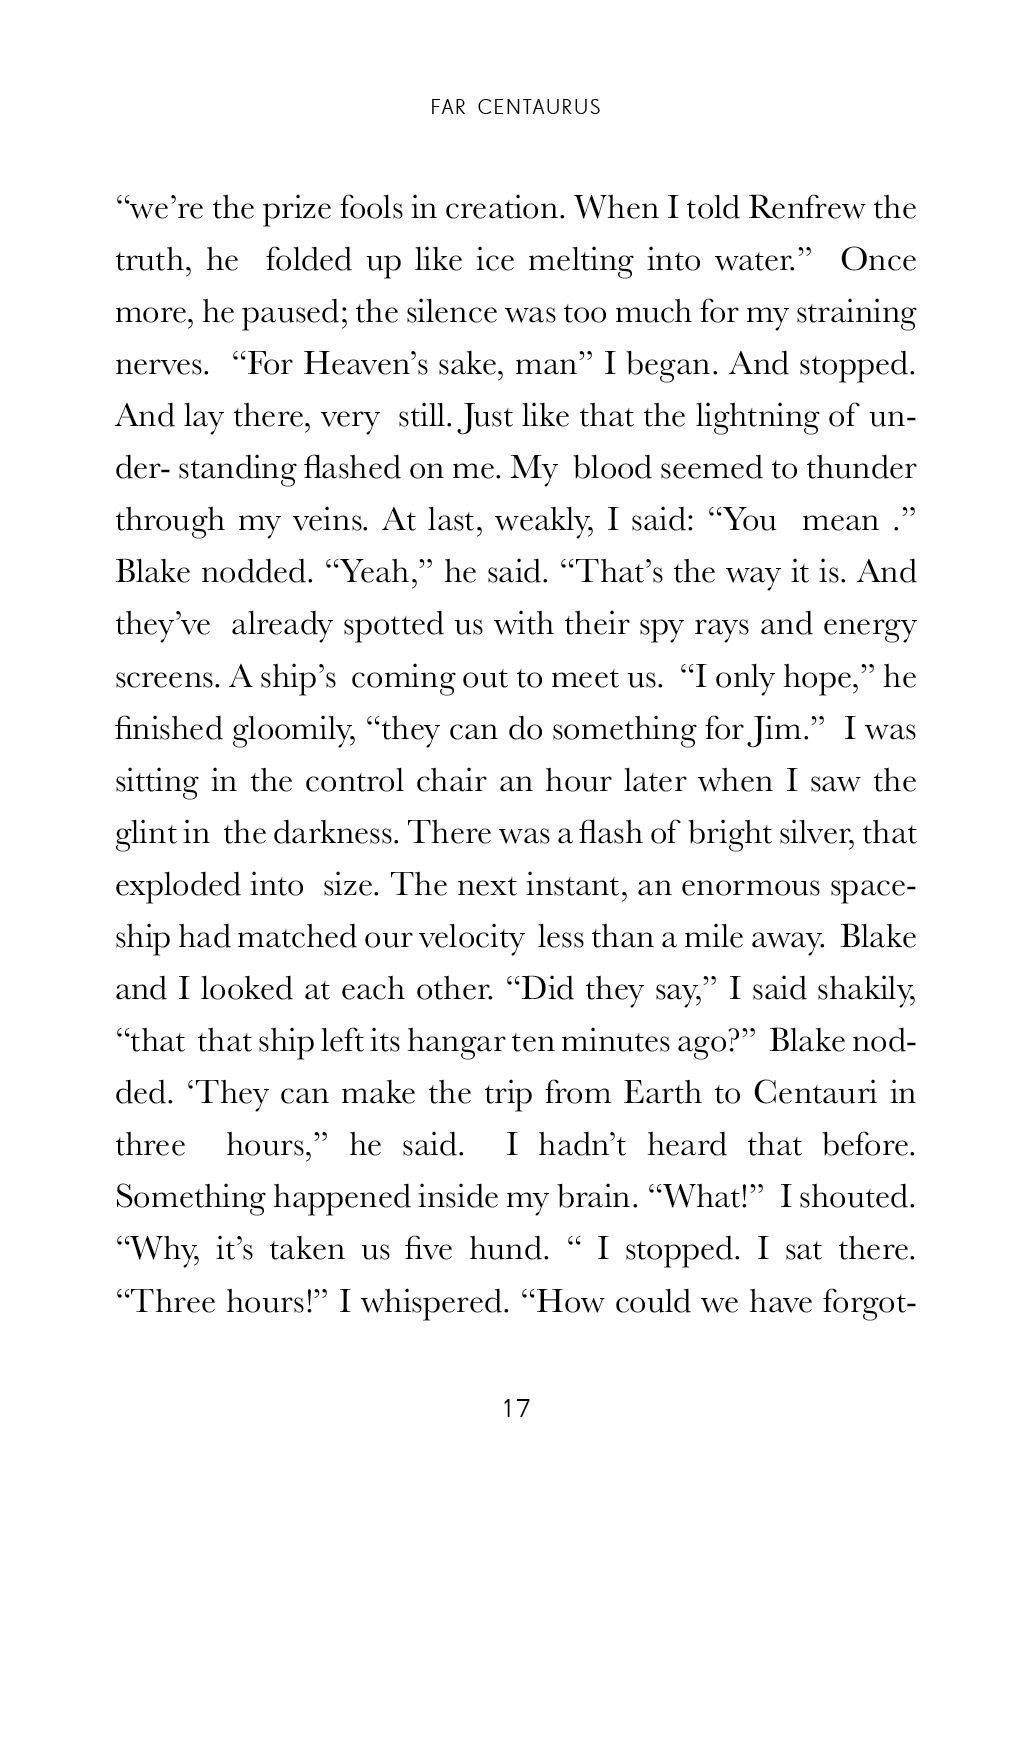 FAR CENTAURUS
“we’re the prize fools in creation. When I told Renfrew the
truth, he folded up like ice melting into water.” Once
more, he paused; the silence was too much for my straining
nerves. “For Heaven’s sake, man” I began. And stopped.
And lay there, very still. Just like that the lightning of un-
der- standing flashed on me. My blood seemed to thunder
through my veins. At last, weakly, I said: “You mean .”
Blake nodded. “Yeah,” he said. “That’s the way it is. And
they’ve already spotted us with their spy rays and energy
screens. A ship’s coming out to meet us. “I only hope,” he
finished gloomily, “they can do something for Jim.” I was
sitting in the control chair an hour later when I saw the
glint in the darkness. There was a flash of bright silver, that
exploded into size. The next instant, an enormous space-
ship had matched our velocity less than a mile away. Blake
and I looked at each other. “Did they say,” I said shakily,
“that that ship left its hangar ten minutes ago?” Blake nod-
ded. ‘They can make the trip from Earth to Centauri in
three hours,” he said. I hadn’t heard that before.
Something happened inside my brain. “What!” I shouted.
“Why, it’s taken us five hund. “ I stopped. I sat there.
“Three hours!” I whispered. “How could we have forgot-
17